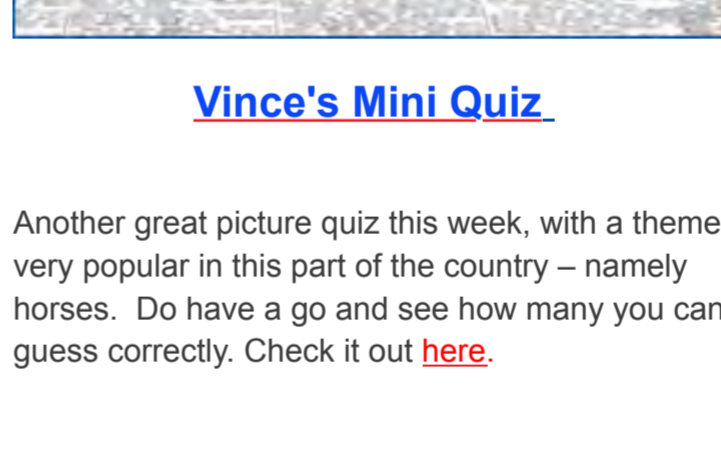 Vince's Mini Quiz
Another great picture quiz this week, with a theme
very popular in this part of the country – namely
horses.  Do have a go and see how many you can
guess correctly. Check it out here.